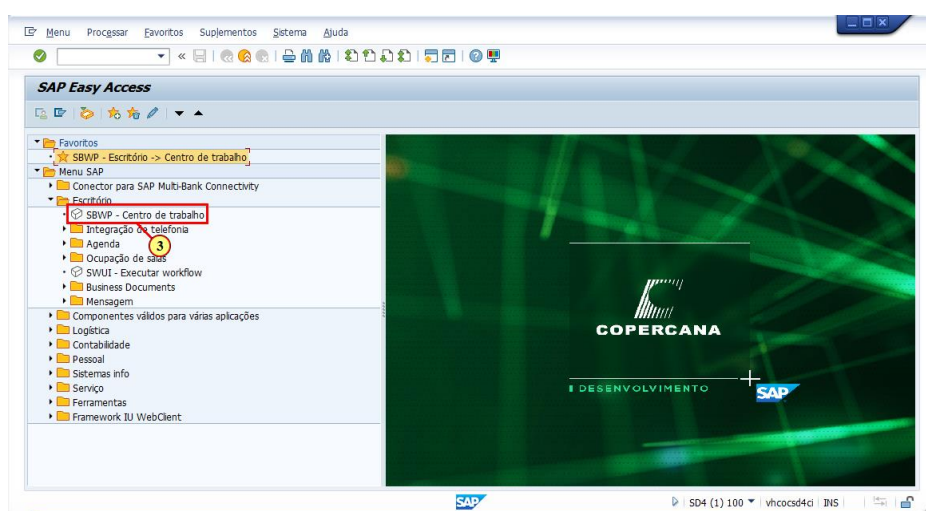 Menu Processar Favoritos Suplementos Sistema Ajuda
SAP Easy Access
Favoritos
SBWP - Escritório -> Centro de trabalho
Menu SAP
Conector para SAP Multi-Bank Connectivity
Escritório
SBWP - Centro de trabalho
Integração de telefonia
Agenda
3
Ocupação de salas
SWUI - Executar workflow
Business Documents
Mensagem
Componentes válidos para várias aplicações
Logística
Contabilidade
Pessoal
Sistemas info
Serviço
Ferramentas
Framework IU WebClient
COPERCANA
DESENVOLVIMENTO
SAP
SAP
SD4 (1) 100 vhcocsd4ci INS